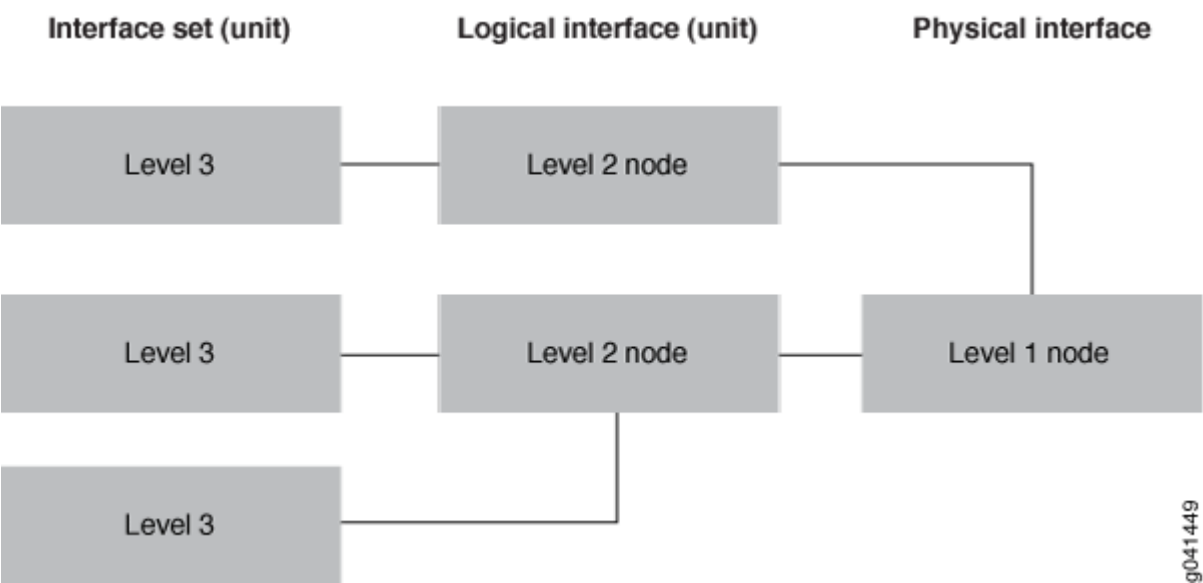 Interface set (unit)
Logical interface (unit)
Physical interface
Level 3
Level 2 node
Level 3
Level 2 node
Level 1 node
Level 3
g041449